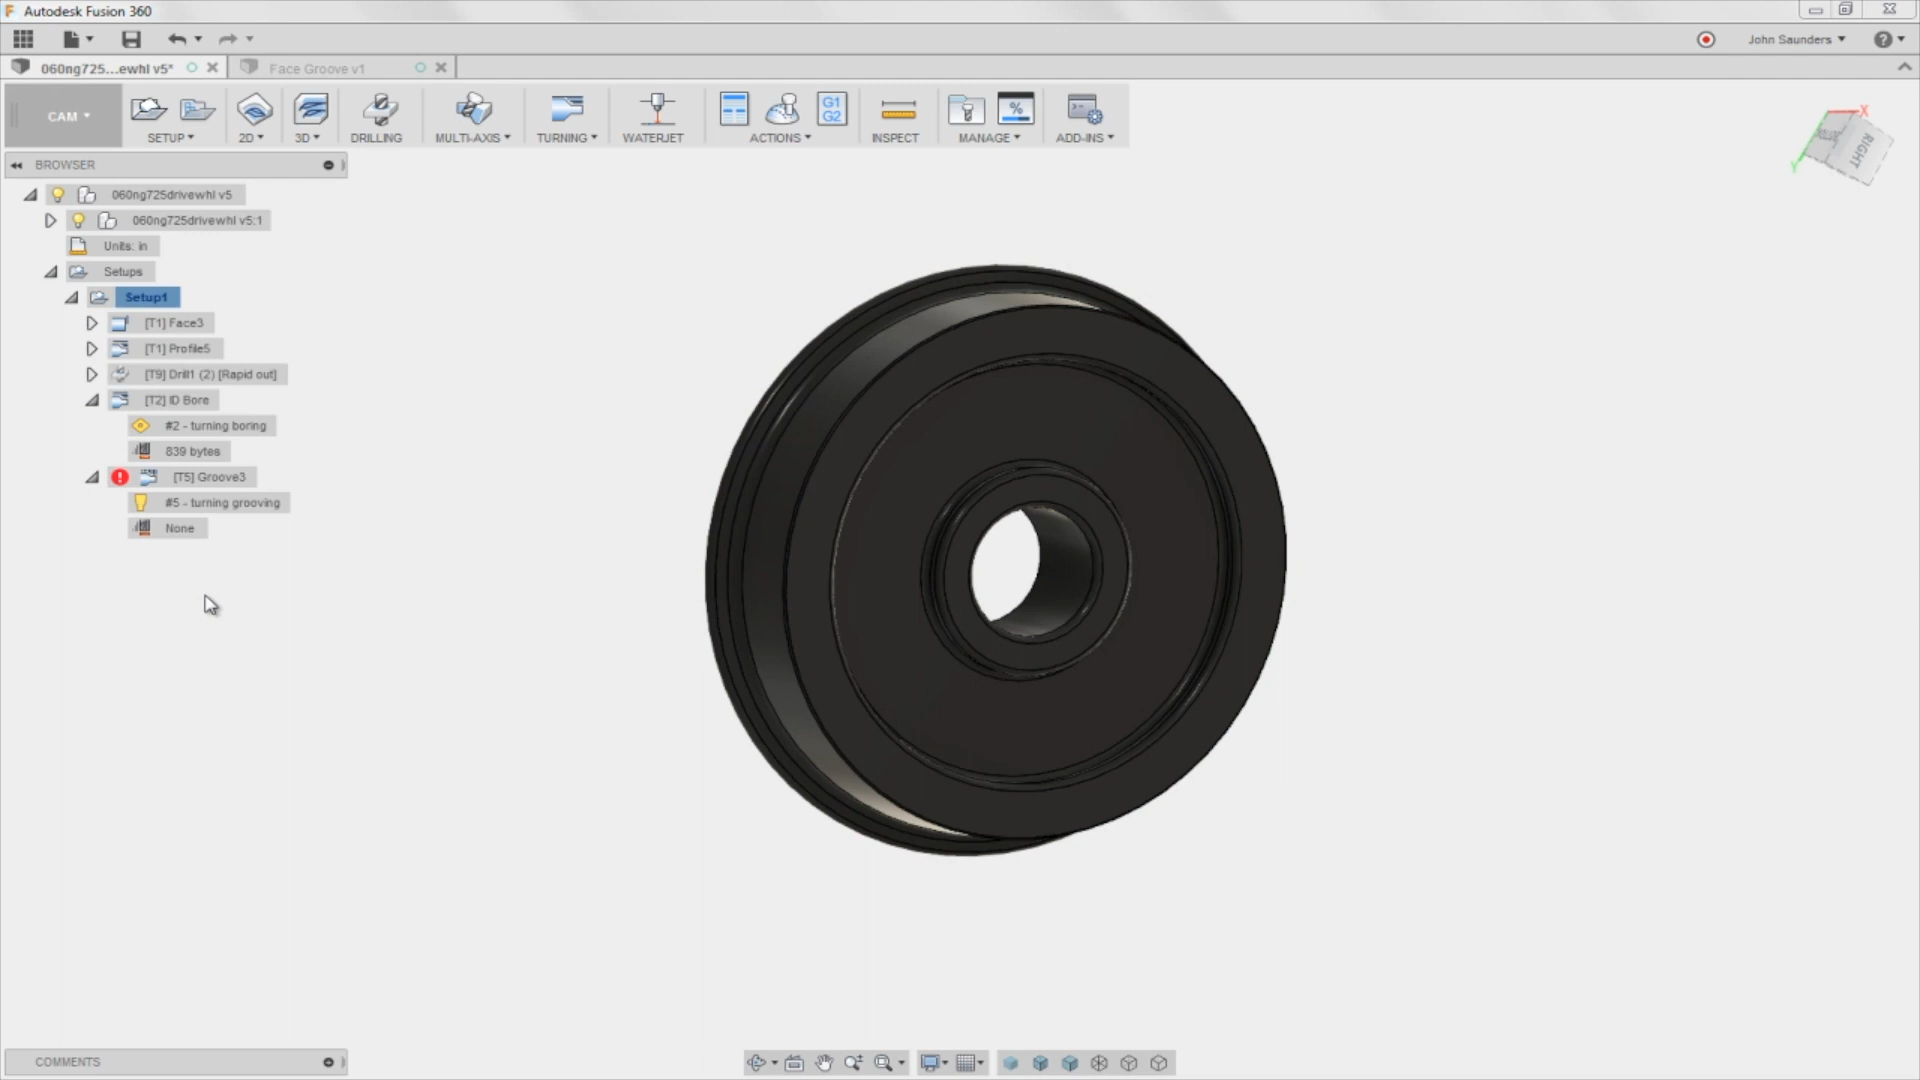 Autodesk Fusion 360
John Saunders
060ng725...ewhl v5*
Face Groove v1
CAM
SETUP
2D
3D
DRILLING
MULTI-AXIS
TURNING
WATERJET
G1
G2
ACTIONS
INSPECT
%
MANAGE
ADD-INS
X
Y
RIGHT
BROWSER
060ng725drivewhl v5
060ng725drivewhl v5:1
Units: in
Setups
Setup1
[T1] Face3
[T1] Profile5
[T9] Drill1 (2) [Rapid out]
[T2] ID Bore
#2 - turning boring
839 bytes
[T5] Groove3
#5 - turning grooving
None
COMMENTS